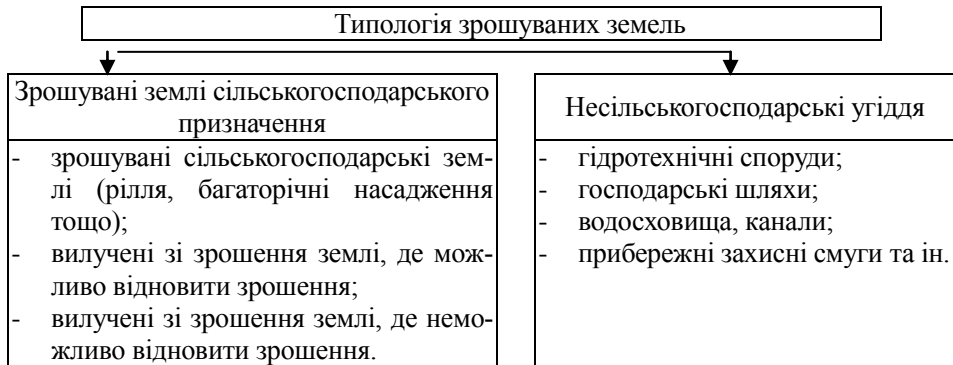 Типологія зрошуваних земель
Зрошувані землі сільськогосподарського
призначення
- зрошувані сільськогосподарські зем-
лі (рілля, багаторічні насадження
тощо);
- вилучені зі зрошення землі, де мож-
ливо відновити зрошення;
- вилучені зі зрошення землі, де немо-
жливо відновити зрошення.
Несільськогосподарські угіддя
- гідротехнічні споруди;
- господарські шляхи;
- водосховища, канали;
- прибережні захисні смуги та ін.